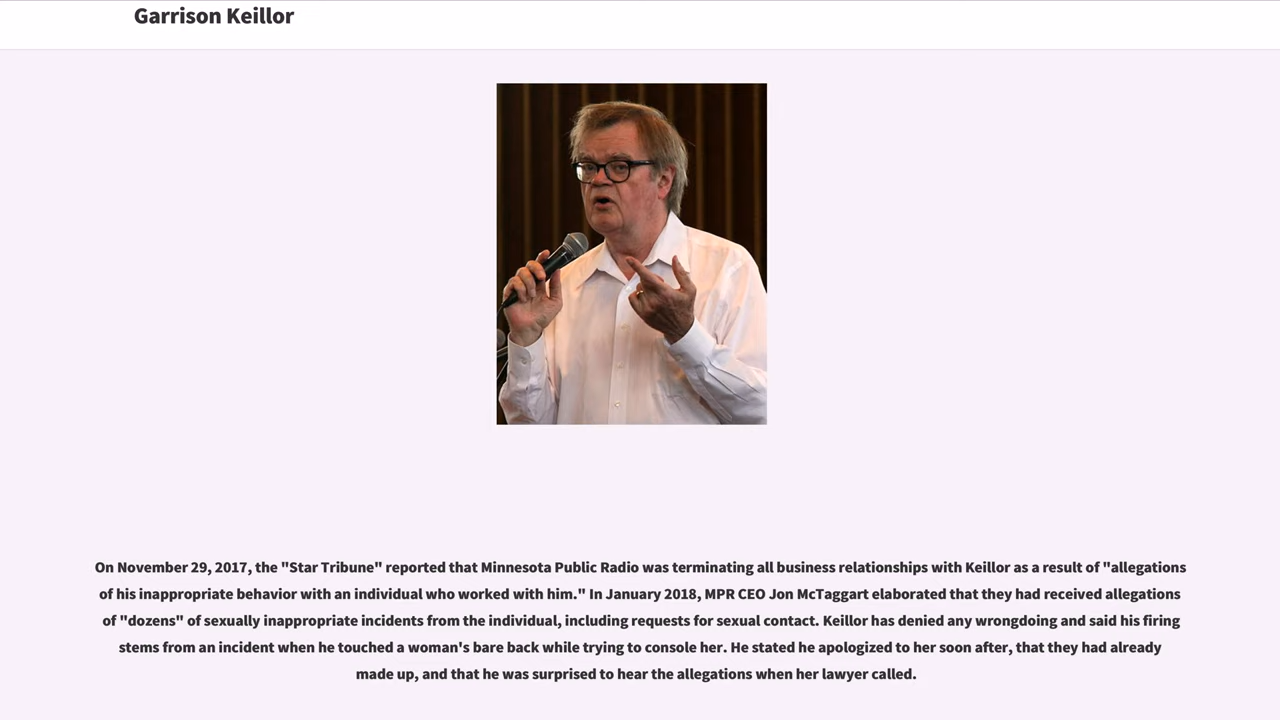 Garrison Keillor
On November 29, 2017, the "Star Tribune" reported that Minnesota Public Radio was terminating all business relationships with Keillor as a result of "allegations
of his inappropriate behavior with an individual who worked with him." In January 2018, MPR CEO Jon McTaggart elaborated that they had received allegations
of "dozens" of sexually inappropriate incidents from the individual, including requests for sexual contact. Keillor has denied any wrongdoing and said his firing
stems from an incident when he touched a woman's bare back while trying to console her. He stated he apologized to her soon after, that they had already
made up, and that he was surprised to hear the allegations when her lawyer called.